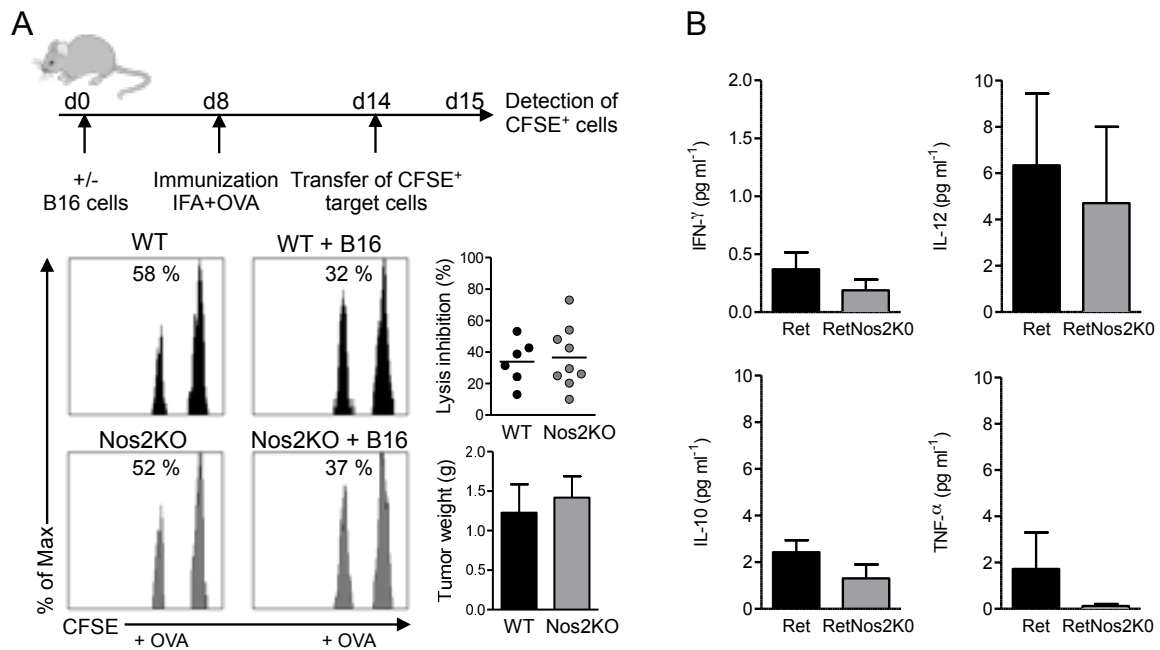 A
d0 d8 d14 d15
Detection of
CFSE+ cells
+/-
B16 cells
Immunization
IFA+OVA
Transfer of CFSE+
target cells
WT
58 %
WT + B16
32 %
Nos2KO
52 %
Nos2KO + B16
37 %
% of Max
CFSE
+ OVA
+ OVA
Lysis inhibition (%)
100
80
60
40
20
0
WT Nos2KO
Tumor weight (g)
2.0
1.5
1.0
0.5
0.0
WT Nos2KO
B
IFN-γ (pg ml-1)
2.0
1.5
1.0
0.5
0.0
Ret RetNos2K0
IL-12 (pg ml-1)
10
8
6
4
2
0
Ret RetNos2K0
IL-10 (pg ml-1)
10
8
6
4
2
0
Ret RetNos2K0
TNF-α (pg ml-1)
10
8
6
4
2
0
Ret RetNos2K0